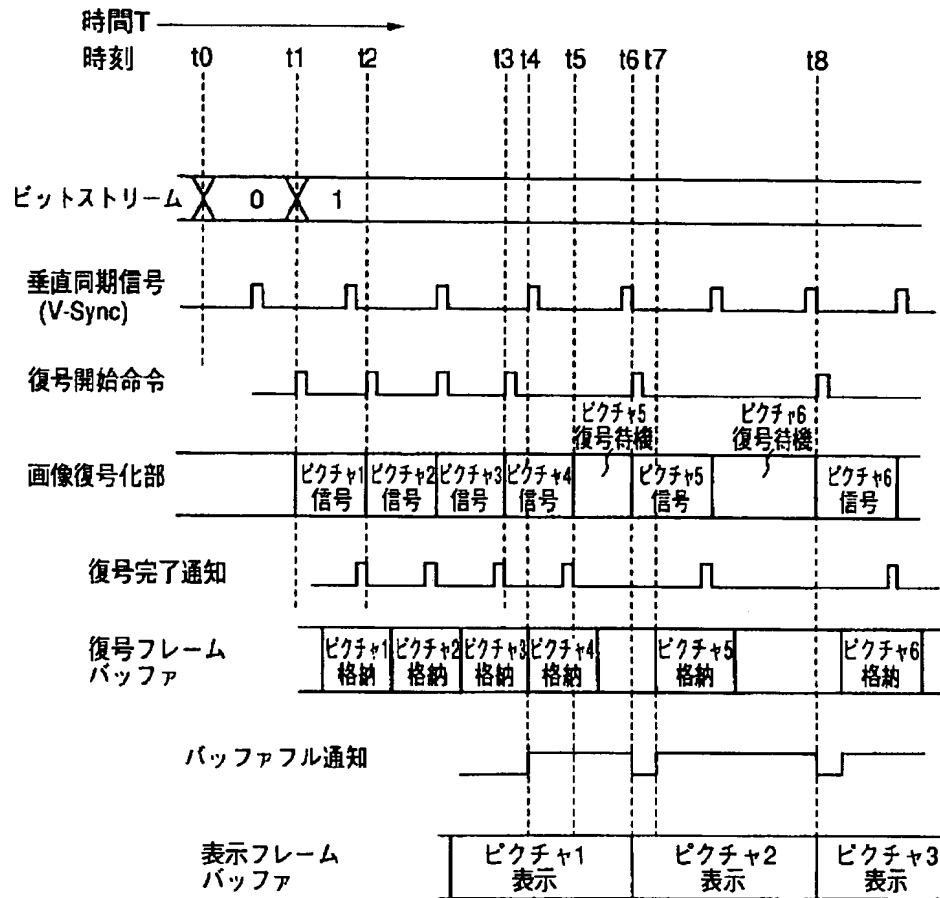 時間T
時刻 t0 t1 t2 t3 t4 t5 t6 t7 t8
ビットストリーム 0 1
垂直同期信号
(V-Sync)
復号開始命令
ピクチャ5
復号待機
ピクチャ6
復号待機
画像復号化部
ピクチャ1
信号
ピクチャ2
信号
ピクチャ3
信号
ピクチャ4
信号
ピクチャ5
信号
ピクチャ6
信号
復号完了通知
復号フレーム
バッファ
ピクチャ1
格納
ピクチャ2
格納
ピクチャ3
格納
ピクチャ4
格納
ピクチャ5
格納
ピクチャ6
格納
バッファフル通知
表示フレーム
バッファ
ピクチャ1
表示
ピクチャ2
表示
ピクチャ3
表示